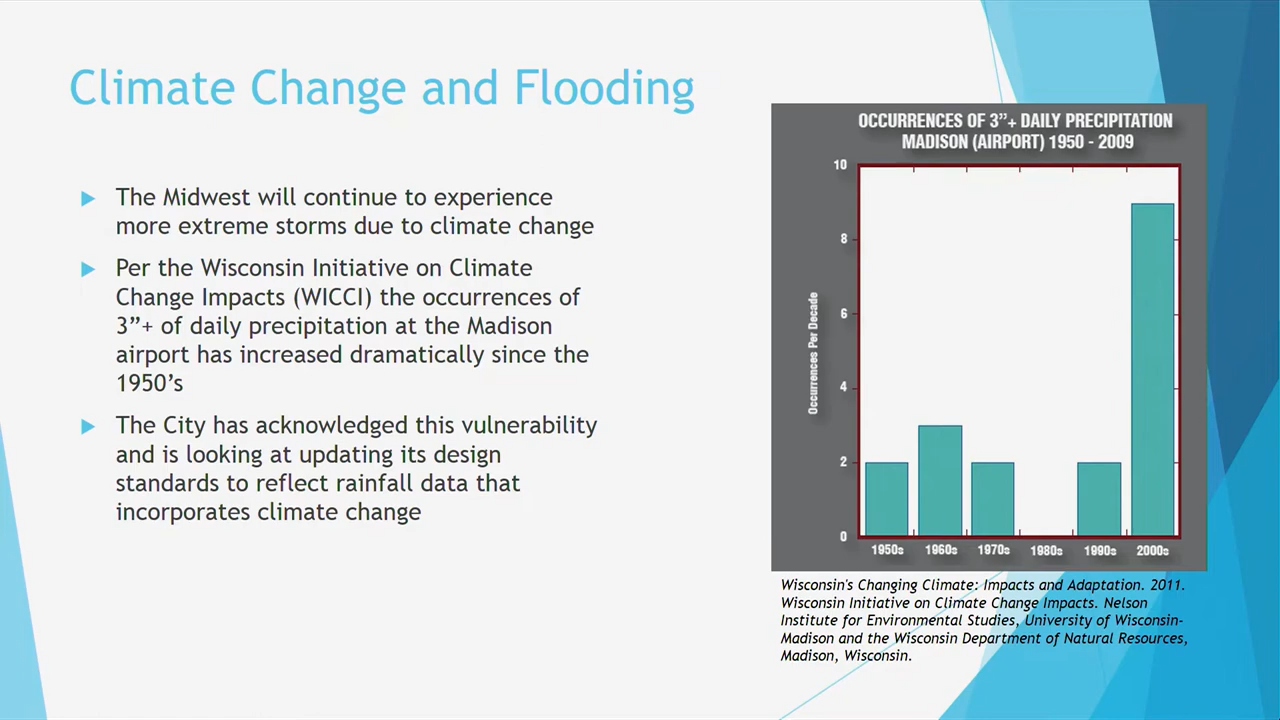 Climate Change and Flooding
The Midwest will continue to experience
more extreme storms due to climate change
Per the Wisconsin Initiative on Climate
Change Impacts (WICCI) the occurrences of
3”+ of daily precipitation at the Madison
airport has increased dramatically since the
1950’s
The City has acknowledged this vulnerability
and is looking at updating its design
standards to reflect rainfall data that
incorporates climate change
OCCURRENCES OF 3”+ DAILY PRECIPITATION
MADISON (AIRPORT) 1950 - 2009
Occurrences Per Decade
10
8
6
4
2
0
1950s 1960s 1970s 1980s 1990s 2000s
Wisconsin's Changing Climate: Impacts and Adaptation. 2011.
Wisconsin Initiative on Climate Change Impacts. Nelson
Institute for Environmental Studies, University of Wisconsin-
Madison and the Wisconsin Department of Natural Resources,
Madison, Wisconsin.